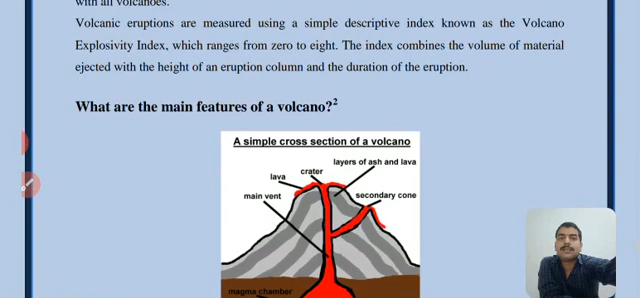 with all volcanoes.
Volcanic eruptions are measured using a simple descriptive index known as the Volcano
Explosivity Index, which ranges from zero to eight. The index combines the volume of material
ejected with the height of an eruption column and the duration of the eruption.
What are the main features of a volcano?²
A simple cross section of a volcano
layers of ash and lava
crater
lava
main vent
secondary cone
magma chamber